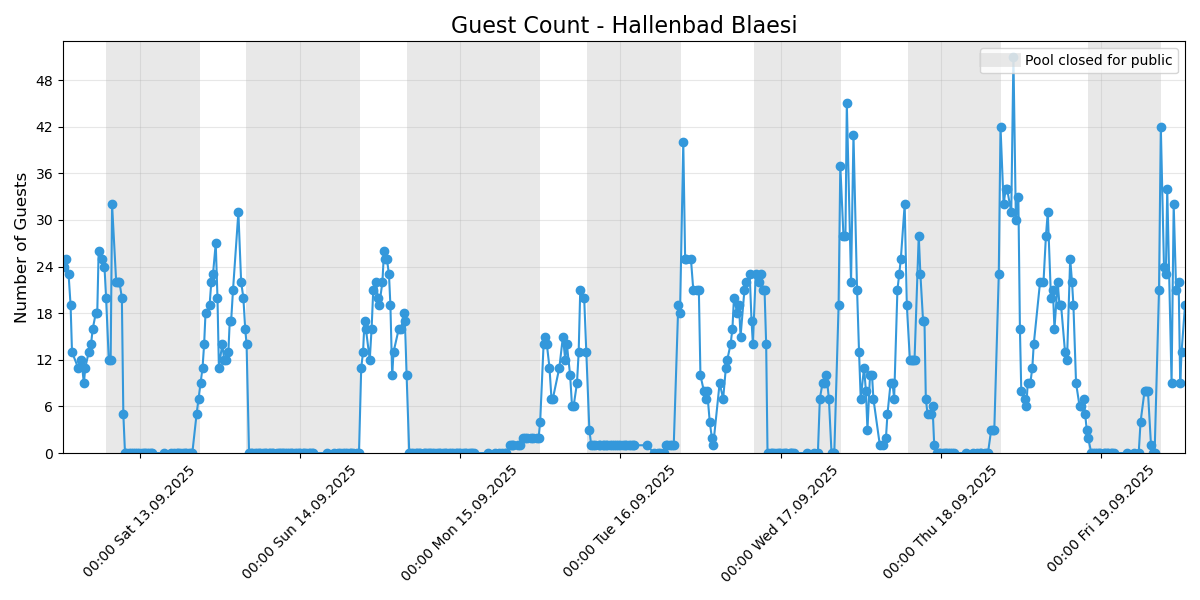 Guest Count - Hallenbad Blaesi
Pool closed for public
Number of Guests
48
42
36
30
24
18
12
6
0
00:00 Sat 13.09.2025
00:00 Sun 14.09.2025
00:00 Mon 15.09.2025
00:00 Tue 16.09.2025
00:00 Wed 17.09.2025
00:00 Thu 18.09.2025
00:00 Fri 19.09.2025